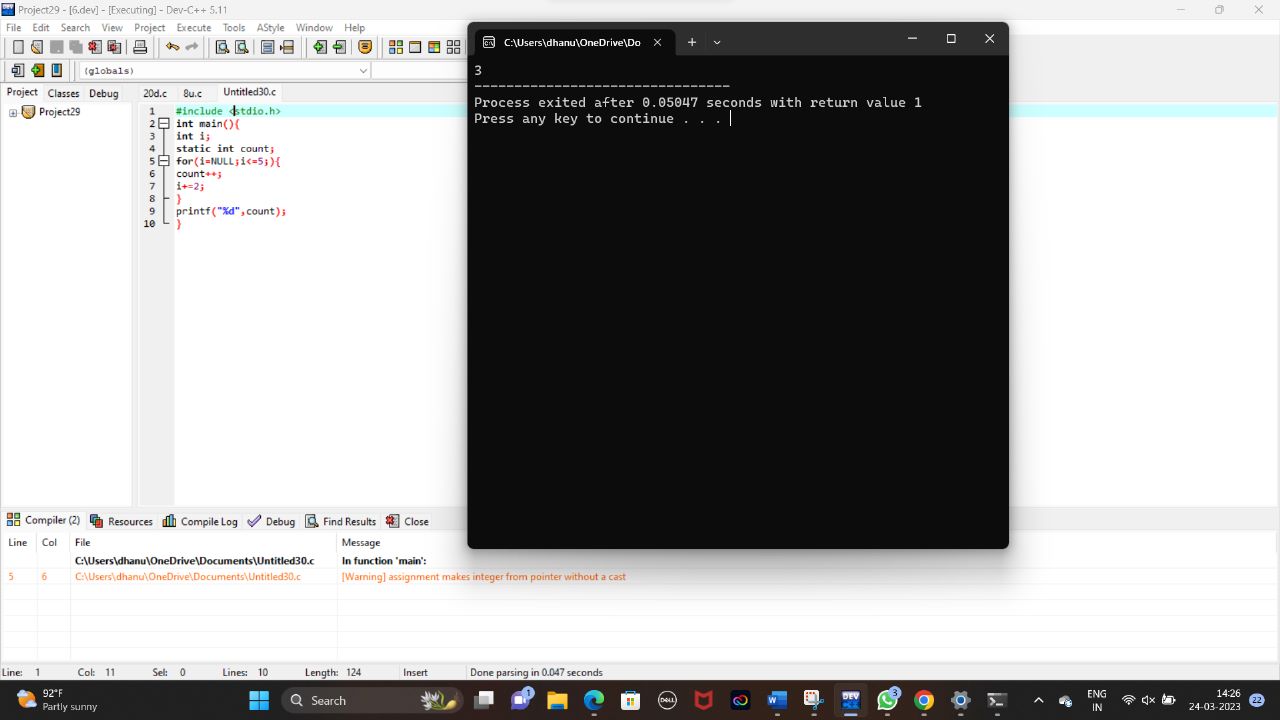 Project29 - [6.dev] - [Executing] - Dev-C++ 5.11
File Edit Search View Project Execute Tools AStyle Window Help
(globals)
Project Classes Debug
Project29
20d.c 8u.c Untitled30.c
1 #include <stdio.h>
2 int main(){
3 int i;
4 static int count;
5 for(i=NULL;i<=5;){
6 count++;
7 i+=2;
8 }
9 printf("%d",count);
10 }
C:\Users\dhanu\OneDrive\Do
3
--------------------------------
Process exited after 0.05047 seconds with return value 1
Press any key to continue . . .
Compiler (2) Resources Compile Log Debug Find Results Close
Line Col File Message
C:\Users\dhanu\OneDrive\Documents\Untitled30.c In function 'main':
5 6 C:\Users\dhanu\OneDrive\Documents\Untitled30.c [Warning] assignment makes integer from pointer without a cast
Line: 1 Col: 11 Sel: 0 Lines: 10 Length: 124 Insert Done parsing in 0.047 seconds
92°F
Partly sunny
Search
1
DELL
DEV
3
ENG
IN
14:26
24-03-2023
22